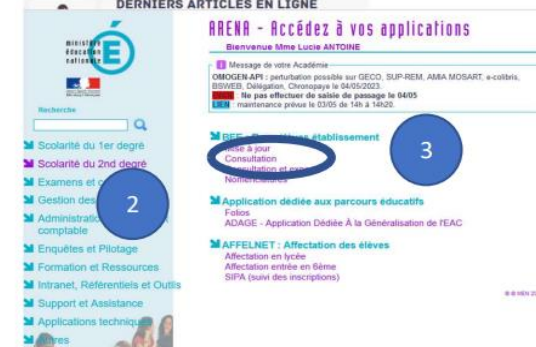 DERNIERS ARTICLES EN LIGNE
ministère
éducation
nationale
É
Recherche
Scolarité du 1er degré
Scolarité du 2nd degré
Examens et
Gestion des
Administratio
comptable
Enquêtes et Pilotage
Formation et Ressources
Intranet, Référentiels et Outils
Support et Assistance
Applications technique
2
ARENA - Accédez à vos applications
Bienvenue Mme Lucie ANTOINE
i Message de votre Académie
OMOGEN-API : perturbation possible sur GECO, SUP-REM, AMIA MOSART, e-colibris,
BSWEB, Délégation, Chronopaye le 04/05/2023.
Ne pas effectuer de saisie de passage le 04/05
LIEN : maintenance prévue le 03/05 de 14h à 14h20.
établissement
Mise à jour
Consultation
Nomenclatures
3
Application dédiée aux parcours éducatifs
Folios
ADAGE - Application Dédiée À la Généralisation de l'EAC
AFFELNET : Affectation des élèves
Affectation en lycée
Affectation entrée en 6ème
SIPA (suivi des inscriptions)